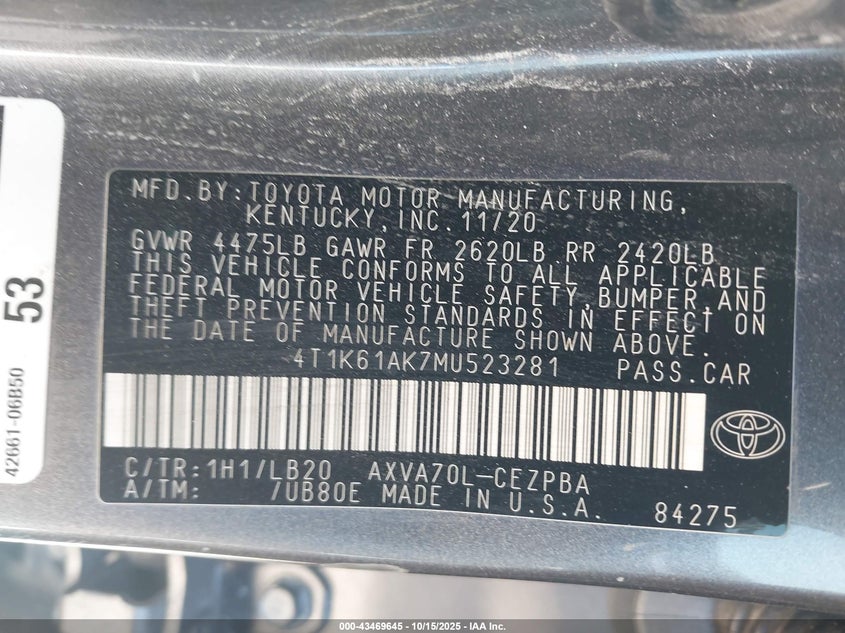 MFD.BY:TOYOTA MOTOR MANUFACTURING,
KENTUCKY,INC.11/20
GVWR 4475LB GAWR FR 2620LB RR 2420LB
THIS VEHICLE CONFORMS TO ALL APPLICABLE
FEDERAL MOTOR VEHICLE SAFETY,BUMPER,AND
THEFT PREVENTION STANDARDS IN EFFECT ON
THE DATE OF MANUFACTURE SHOWN ABOVE.
4T1K61AK7MU523281 PASS.CAR
C/TR:1H1/LB20 AXVA70L-CEZPBA
A/TM: /UB80E MADE IN U.S.A.
84275
53
42661-06B50
000-43469645 - 10/15/2025 - IAA Inc.